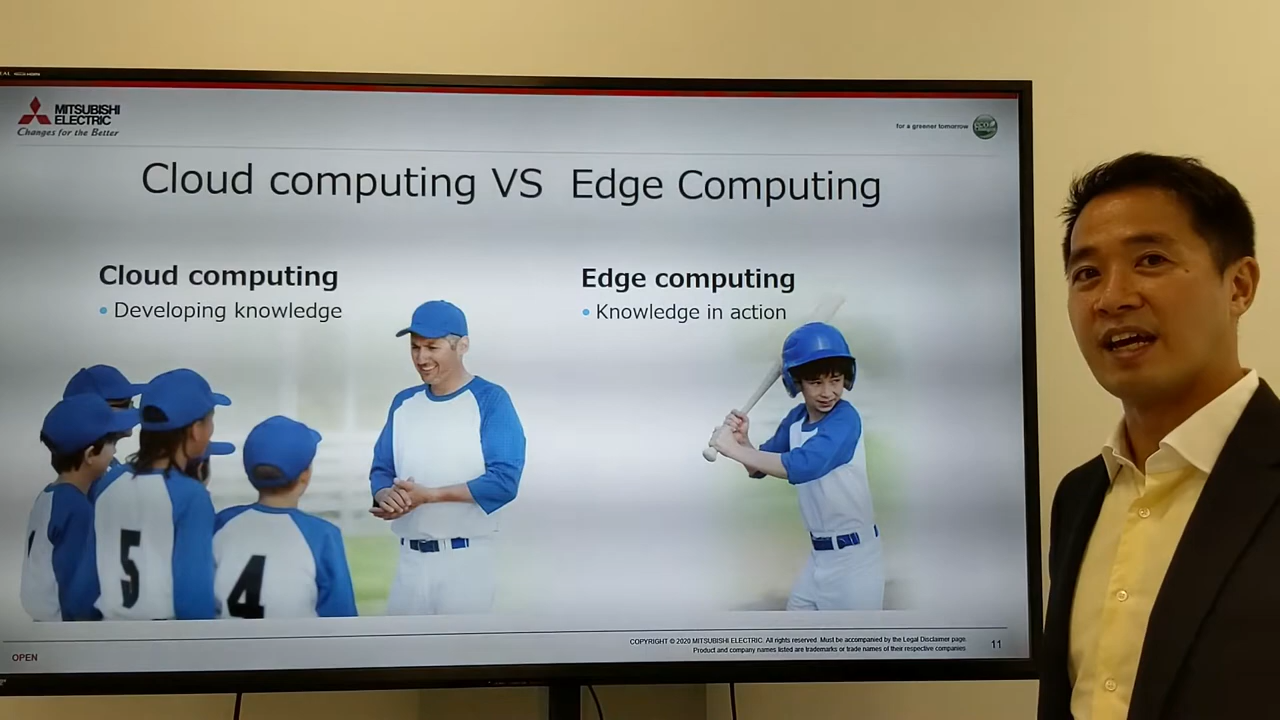 MITSUBISHI
ELECTRIC
Changes for the Better
for a greener tomorrow
eco
Cloud computing VS Edge Computing
Cloud computing
• Developing knowledge
Edge computing
• Knowledge in action
5
4
COPYRIGHT © 2020 MITSUBISHI ELECTRIC. All rights reserved. Must be accompanied by the Legal Disclaimer page.
Product and company names listed are trademarks or trade names of their respective companies.
11
OPEN